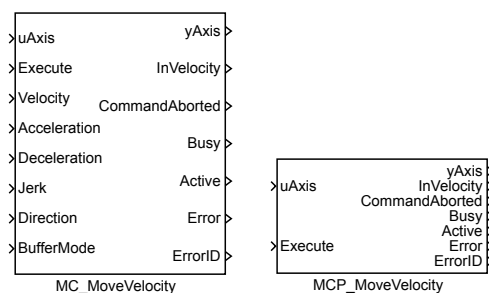 uAxis
Execute
Velocity
Acceleration
Deceleration
Jerk
Direction
BufferMode
yAxis
InVelocity
CommandAborted
Busy
Active
Error
ErrorID
MC_MoveVelocity
uAxis
Execute
yAxis
InVelocity
CommandAborted
Busy
Active
Error
ErrorID
MCP_MoveVelocity